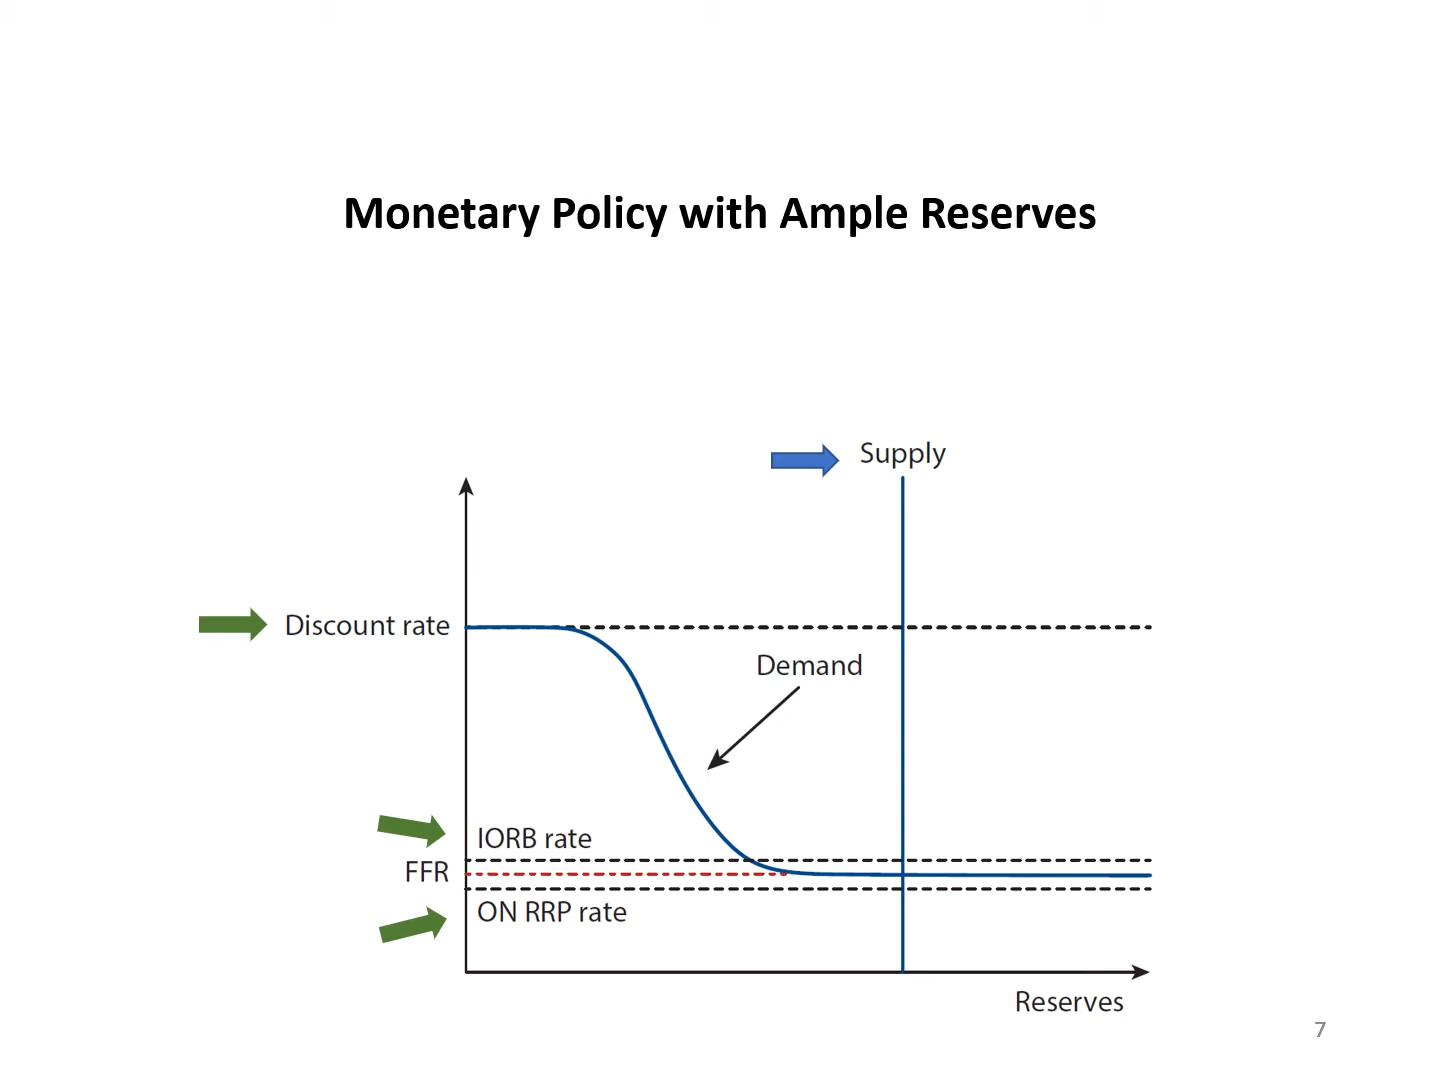 Monetary Policy with Ample Reserves
Supply
Discount rate
Demand
IORB rate
FFR
ON RRP rate
Reserves
7